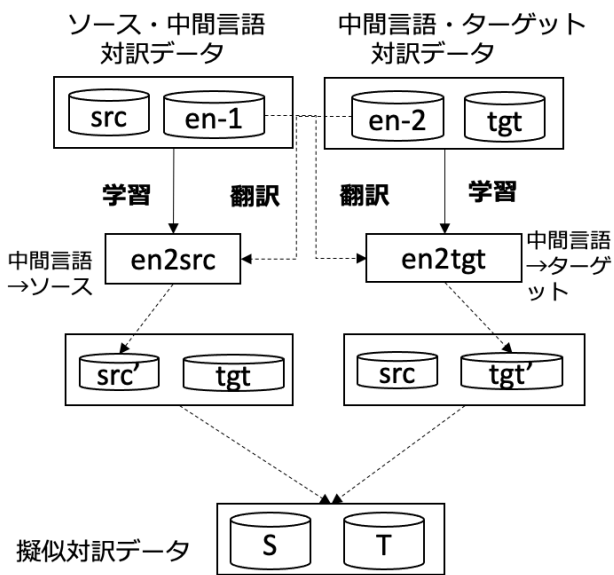 ソース・中間言語
対訳データ
中間言語・ターゲット
対訳データ
src
en-1
en-2
tgt
学習
翻訳
翻訳
学習
中間言語
→ソース
en2src
en2tgt
中間言語
→ターゲ
ット
src’
tgt
src
tgt’
擬似対訳データ
S
T